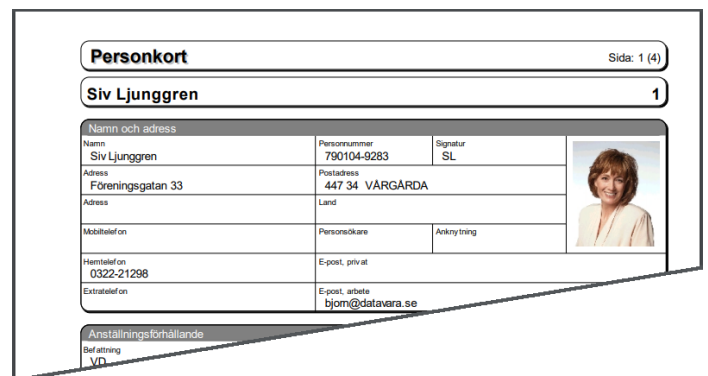 Personkort Sida: 1 (4)
Siv Ljunggren 1
Namn och adress
Namn Personnummer Signatur
Siv Ljunggren 790104-9283 SL
Adress Postadress
Föreningsgatan 33 447 34 VÅRGÅRDA
Adress Land
Mobiltelefon Personsökare Anknytning
Hemtelefon E-post, privat
0322-21298
Extratelefon E-post, arbete
bjorn@datavara.se
Anställningsförhållande
Befattning
VD